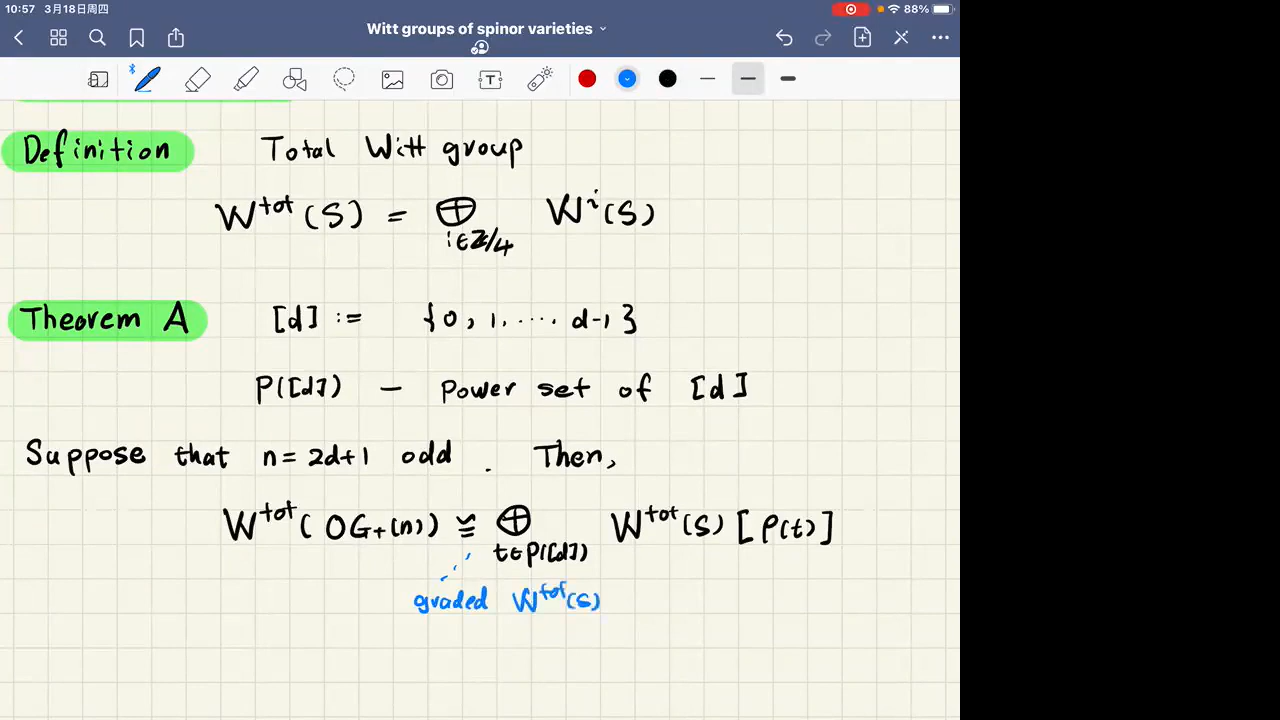 10:57 3月18日周四
88%
Witt groups of spinor varieties
Definition Total Witt group
W^tot(S) = ⊕_{i∈Z/4} W^i(S)
Theorem A [d] := {0, 1, ..., d-1}
P([d]) — power set of [d]
Suppose that n = 2d+1 odd. Then,
W^tot(OG+(n)) ≅ ⊕_{t∈P([d])} W^tot(S)[ρ(t)]
graded W^tot(S)